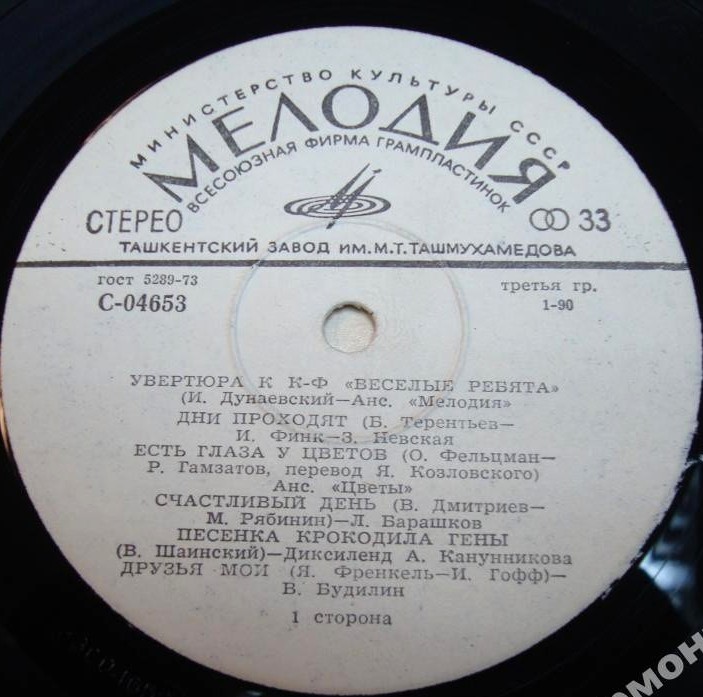 МИНИСТЕРСТВО КУЛЬТУРЫ СССР
МЕЛОДИЯ
ВСЕСОЮЗНАЯ ФИРМА ГРАМПЛАСТИНОК
СТЕРЕО 33
ТАШКЕНТСКИЙ ЗАВОД ИМ. М. Т. ТАШМУХАМЕДОВА
гост 5289-73 третья гр.
С-04653 1-90
УВЕРТЮРА К К-Ф «ВЕСЕЛЫЕ РЕБЯТА»
(И. Дунаевский—Анс. «Мелодия»
ДНИ ПРОХОДЯТ (Б. Терентьев—
И. Финк—З. Невская
ЕСТЬ ГЛАЗА У ЦВЕТОВ (О. Фельцман—
Р. Гамзатов, перевод Я. Козловского)
Анс. «Цветы»
СЧАСТЛИВЫЙ ДЕНЬ (В. Дмитриев—
М. Рябинин)—Л. Барашков
ПЕСЕНКА КРОКОДИЛА ГЕНЫ
(В. Шаинский)—Диксиленд А. Канунникова
ДРУЗЬЯ МОИ (Я. Френкель—И. Гофф)—
В. Будилин
1 сторона